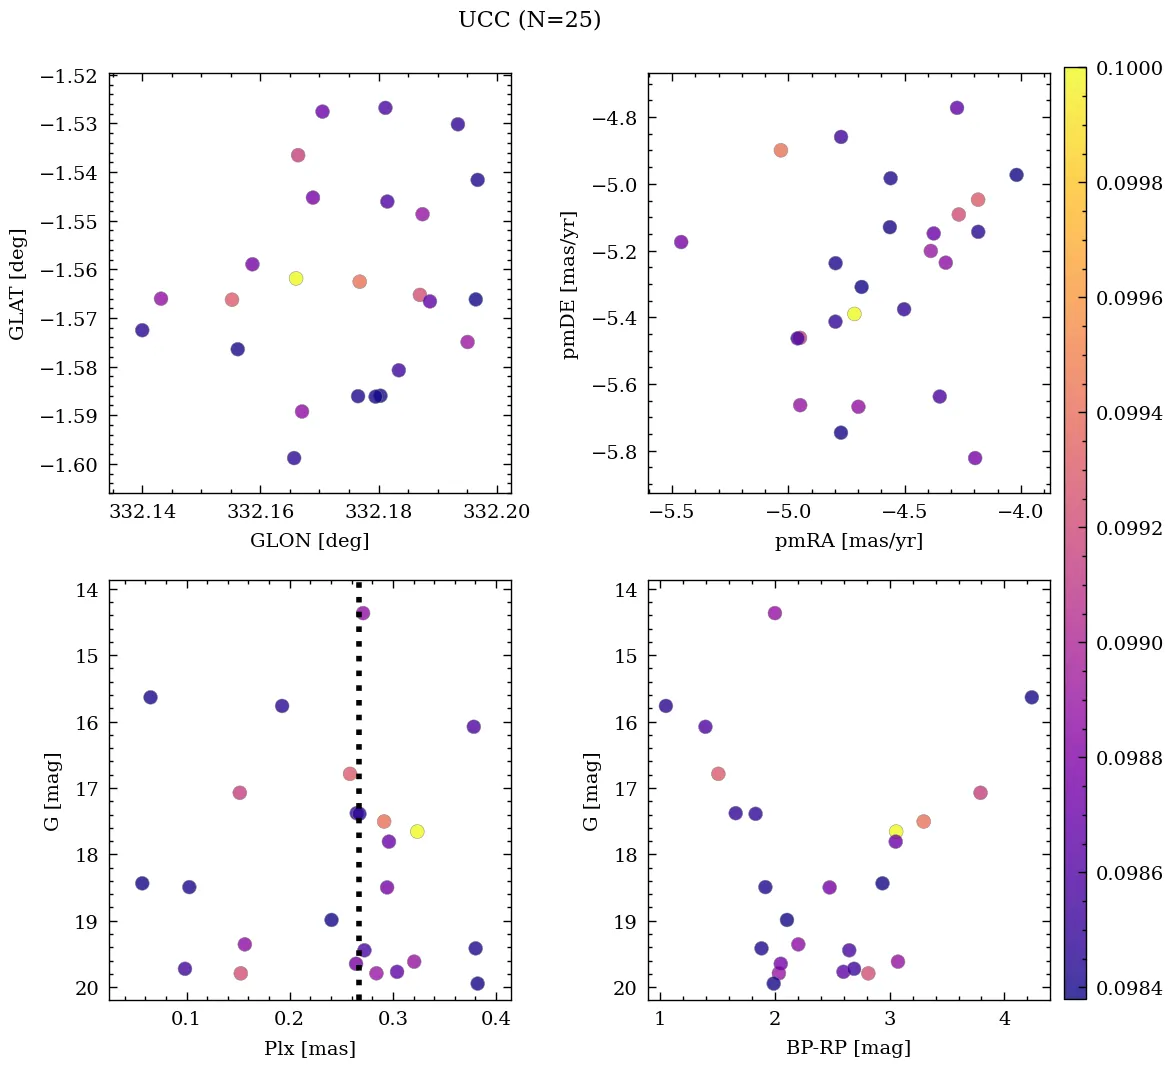 UCC (N=25)
−1.52
−1.53
−1.54
−1.55
−1.56
−1.57
−1.58
−1.59
−1.60
GLAT [deg]
332.14 332.16 332.18 332.20
GLON [deg]
−4.8
−5.0
−5.2
−5.4
−5.6
−5.8
pmDE [mas/yr]
−5.5 −5.0 −4.5 −4.0
pmRA [mas/yr]
14
15
16
17
18
19
20
G [mag]
0.1 0.2 0.3 0.4
Plx [mas]
14
15
16
17
18
19
20
G [mag]
1 2 3 4
BP-RP [mag]
0.1000
0.0998
0.0996
0.0994
0.0992
0.0990
0.0988
0.0986
0.0984